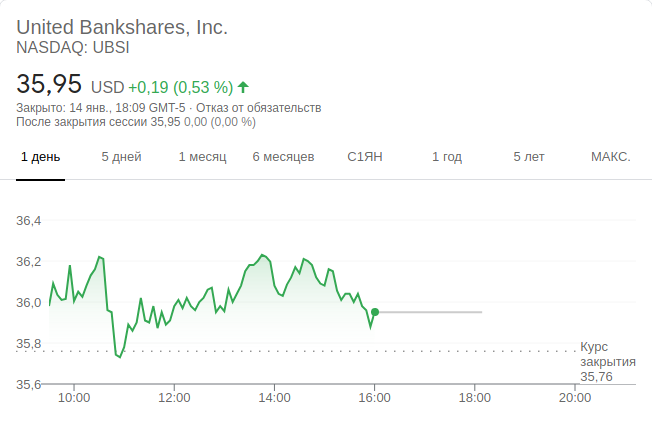 United Bankshares, Inc.
NASDAQ: UBSI
35,95 USD +0,19 (0,53 %)
Закрыто: 14 янв., 18:09 GMT-5 · Отказ от обязательств
После закрытия сессии 35,95 0,00 (0,00 %)
1 день 5 дней 1 месяц 6 месяцев С1ЯН 1 год 5 лет МАКС.
36,4
36,2
36,0
35,8
Курс
закрытия
35,76
35,6
10:00 12:00 14:00 16:00 18:00 20:00